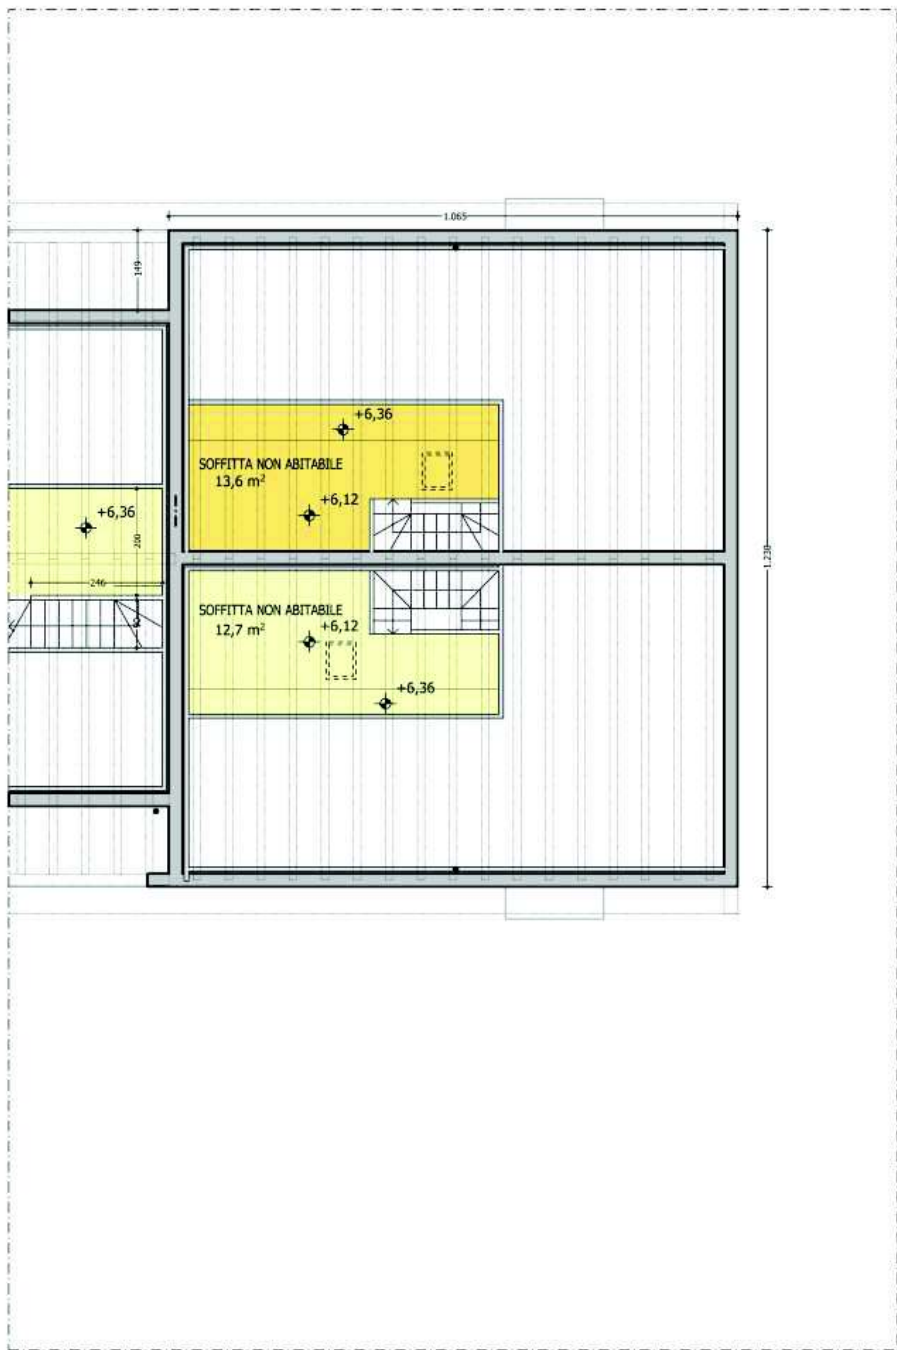 1.065
149
+6,36
SOFFITTA NON ABITABILE
13,6 m²
+6,12
+6,36
200
246
90
1.230
SOFFITTA NON ABITABILE
12,7 m²
+6,12
+6,36